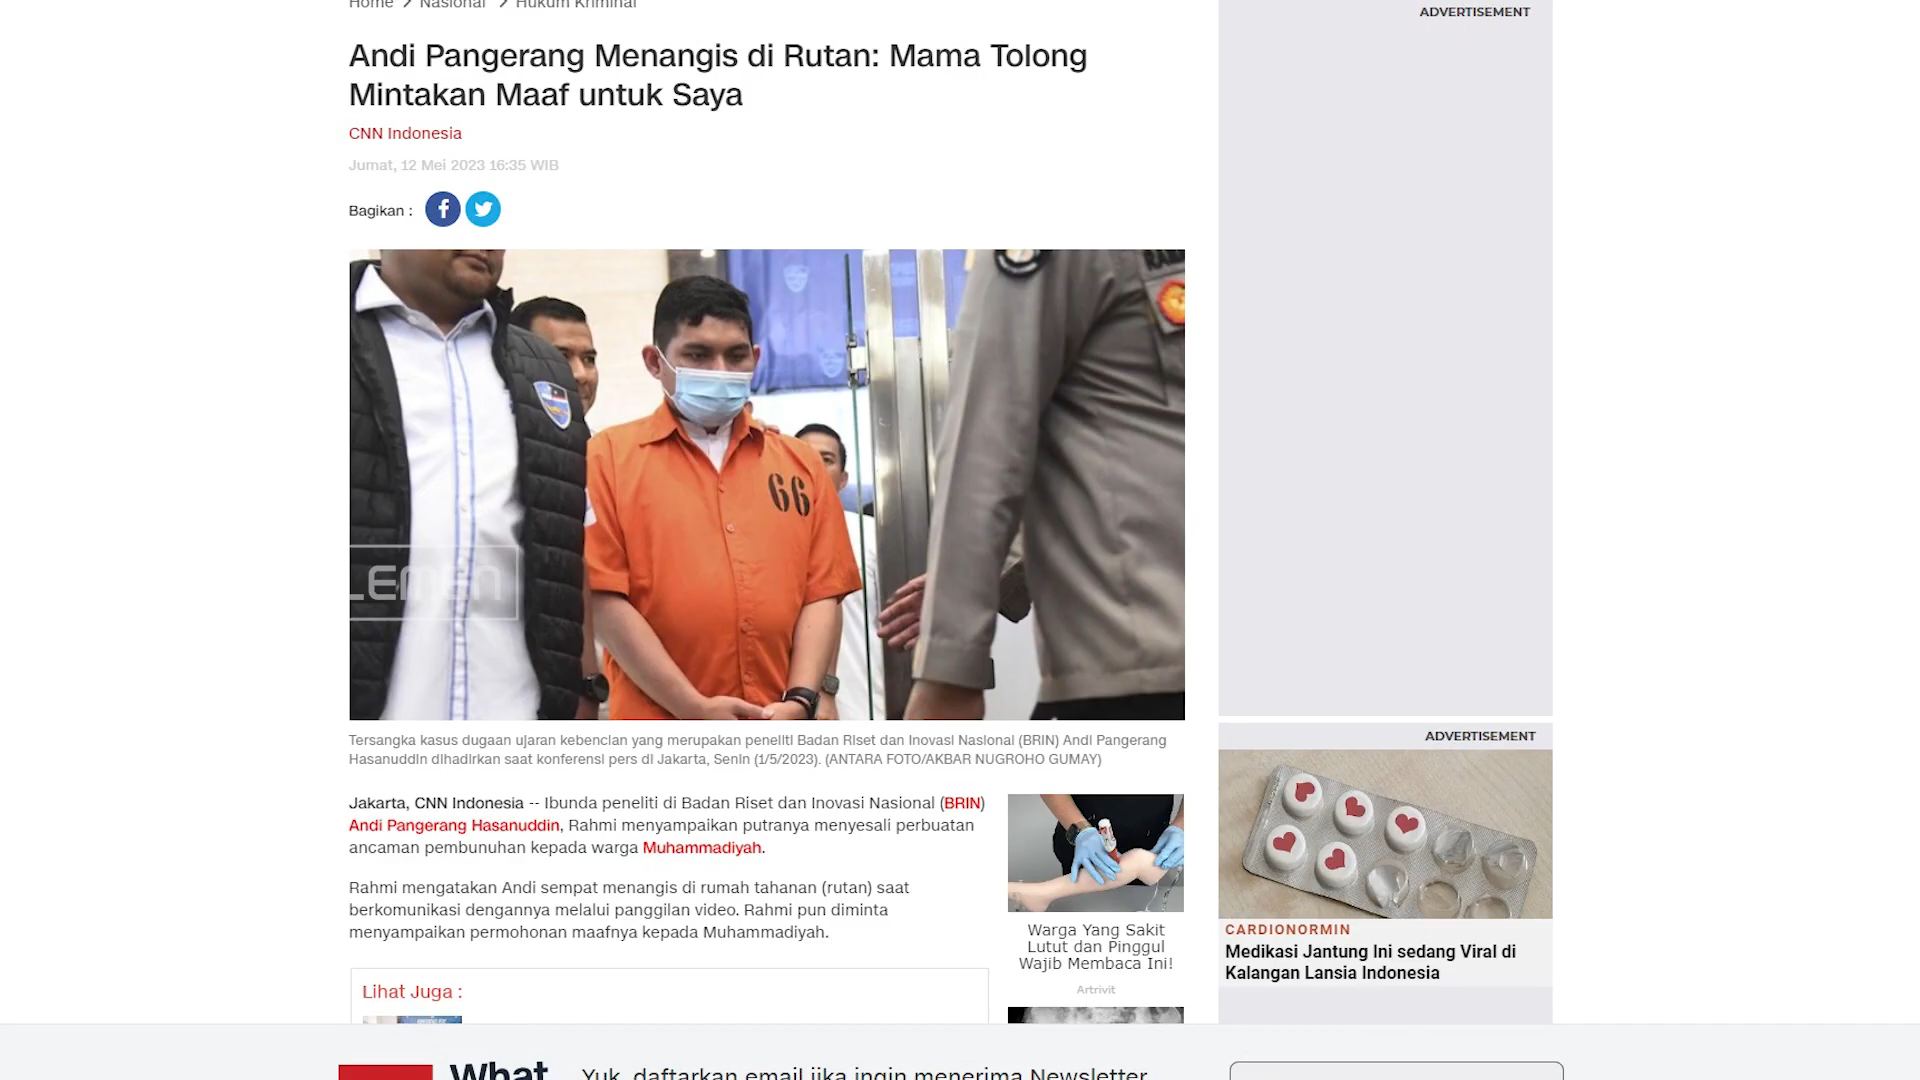 Home > Nasional > Hukum Kriminal
Andi Pangerang Menangis di Rutan: Mama Tolong
Mintakan Maaf untuk Saya
CNN Indonesia
Jumat, 12 Mei 2023 16:35 WIB
Bagikan :
66
LEMEN
Tersangka kasus dugaan ujaran kebencian yang merupakan peneliti Badan Riset dan Inovasi Nasional (BRIN) Andi Pangerang
Hasanuddin dihadirkan saat konferensi pers di Jakarta, Senin (1/5/2023). (ANTARA FOTO/AKBAR NUGROHO GUMAY)
Jakarta, CNN Indonesia -- Ibunda peneliti di Badan Riset dan Inovasi Nasional (BRIN)
Andi Pangerang Hasanuddin, Rahmi menyampaikan putranya menyesali perbuatan
ancaman pembunuhan kepada warga Muhammadiyah.
Rahmi mengatakan Andi sempat menangis di rumah tahanan (rutan) saat
berkomunikasi dengannya melalui panggilan video. Rahmi pun diminta
menyampaikan permohonan maafnya kepada Muhammadiyah.
Lihat Juga :
Warga Yang Sakit
Lutut dan Pinggul
Wajib Membaca Ini!
Artrivit
ADVERTISEMENT
ADVERTISEMENT
CARDIONORMIN
Medikasi Jantung Ini sedang Viral di
Kalangan Lansia Indonesia
What
Yuk, daftarkan email jika ingin menerima Newsletter